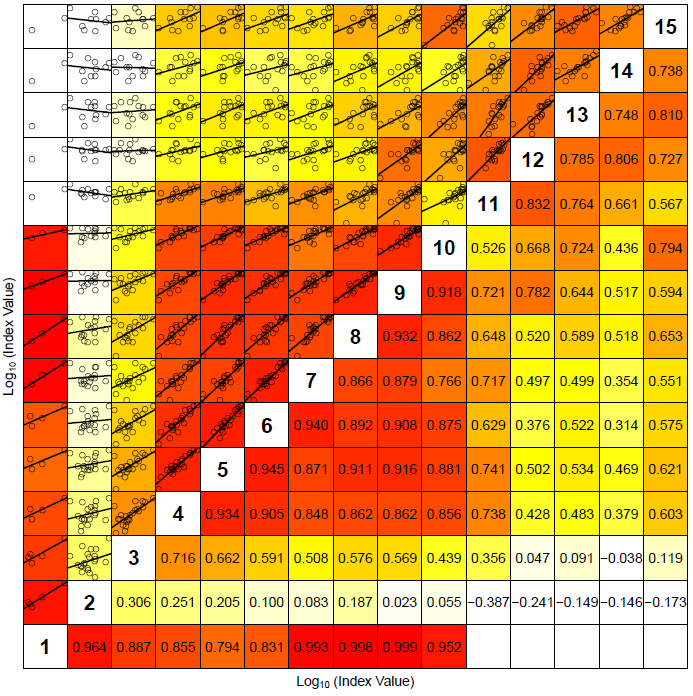 15
14 0.738
13 0.748 0.810
12 0.785 0.806 0.727
11 0.832 0.764 0.661 0.567
10 0.526 0.668 0.724 0.436 0.794
9 0.918 0.721 0.782 0.644 0.517 0.594
8 0.932 0.862 0.648 0.520 0.589 0.518 0.653
7 0.866 0.879 0.766 0.717 0.497 0.499 0.354 0.551
6 0.940 0.892 0.908 0.875 0.629 0.376 0.522 0.314 0.575
5 0.945 0.871 0.911 0.916 0.881 0.741 0.502 0.534 0.469 0.621
4 0.934 0.905 0.848 0.862 0.862 0.856 0.738 0.428 0.483 0.379 0.603
3 0.716 0.662 0.591 0.508 0.576 0.569 0.439 0.356 0.047 0.091 −0.038 0.119
2 0.306 0.251 0.205 0.100 0.083 0.187 0.023 0.055 −0.387 −0.241 −0.149 −0.146 −0.173
1 0.964 0.887 0.855 0.794 0.831 0.993 0.998 0.999 0.952
Log₁₀ (Index Value)
Log₁₀ (Index Value)